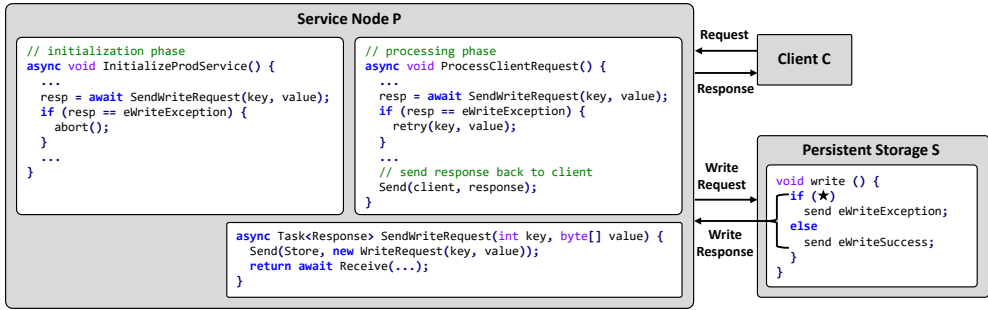 Service Node P
// initialization phase
async void InitializeProdService() {
...
resp = await SendWriteRequest(key, value);
if (resp == eWriteException) {
abort();
}
...
}
// processing phase
async void ProcessClientRequest() {
...
resp = await SendWriteRequest(key, value);
if (resp == eWriteException) {
retry(key, value);
}
...
// send response back to client
Send(client, response);
}
async Task<Response> SendWriteRequest(int key, byte[] value) {
Send(Store, new WriteRequest(key, value));
return await Receive(...);
}
Request
Response
Client C
Write
Request
Write
Response
Persistent Storage S
void write () {
if (★)
send eWriteException;
else
send eWriteSuccess;
}
}